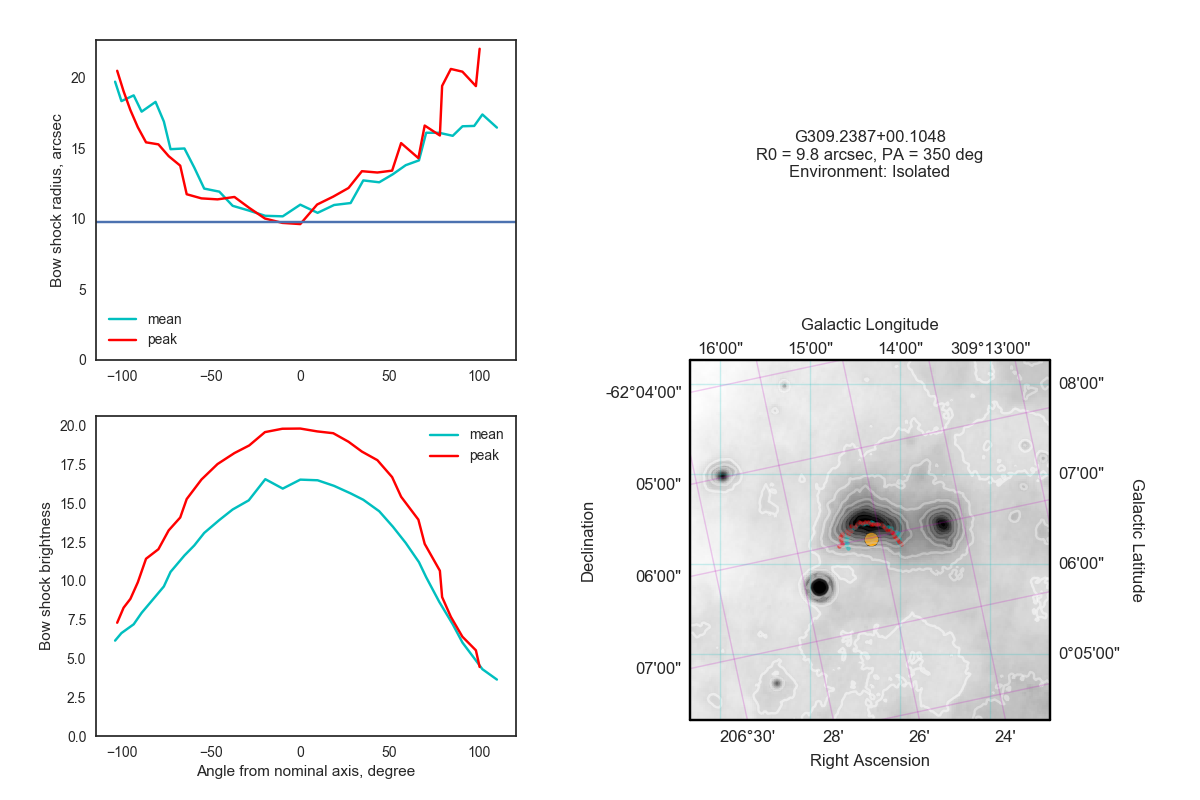 20
15
10
5
0
Bow shock radius, arcsec
mean
peak
−100
−50
0
50
100
G309.2387+00.1048
R0 = 9.8 arcsec, PA = 350 deg
Environment: Isolated
20.0
17.5
15.0
12.5
10.0
7.5
5.0
2.5
0.0
Bow shock brightness
mean
peak
−100
−50
0
50
100
Angle from nominal axis, degree
Galactic Longitude
16'00"
15'00"
14'00"
309°13'00"
-62°04'00"
05'00"
06'00"
07'00"
Declination
08'00"
07'00"
06'00"
0°05'00"
Galactic Latitude
206°30'
28'
26'
24'
Right Ascension